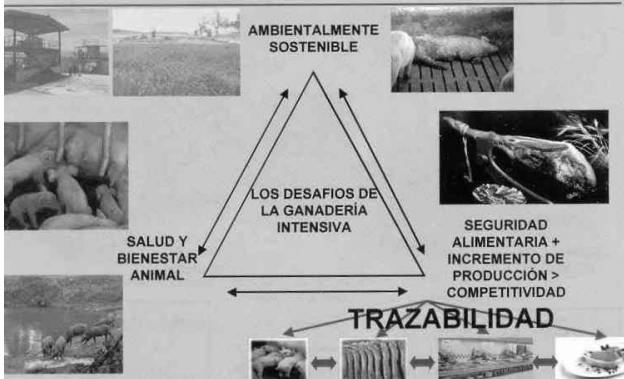 AMBIENTALMENTE
SOSTENIBLE
LOS DESAFIOS DE
LA GANADERÍA
INTENSIVA
SALUD Y
BIENESTAR
ANIMAL
SEGURIDAD
ALIMENTARIA +
INCREMENTO DE
PRODUCCIÓN >
COMPETITIVIDAD
TRAZABILIDAD